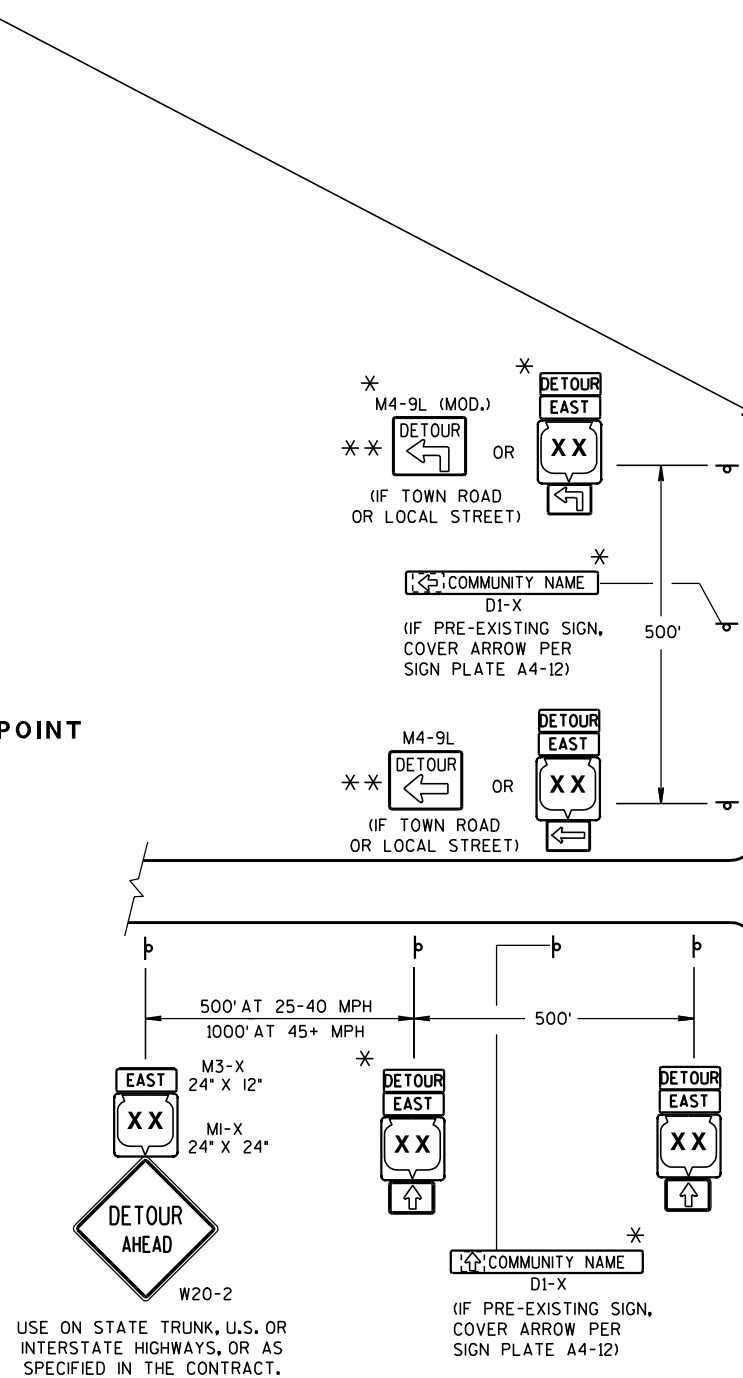 DETOUR
EAST
M4-9L (MOD.)
DETOUR
** OR XX
(IF TOWN ROAD
OR LOCAL STREET)
COMMUNITY NAME
D1-X
(IF PRE-EXISTING SIGN,
COVER ARROW PER
SIGN PLATE A4-12)
500'
POINT
DETOUR
EAST
M4-9L
DETOUR
** OR XX
(IF TOWN ROAD
OR LOCAL STREET)
500' AT 25-40 MPH
1000' AT 45+ MPH
500'
EAST
M3-X
24" X 12"
XX
M1-X
24" X 24"
DETOUR
AHEAD
W20-2
USE ON STATE TRUNK, U.S. OR
INTERSTATE HIGHWAYS, OR AS
SPECIFIED IN THE CONTRACT.
DETOUR
EAST
XX
DETOUR
EAST
XX
COMMUNITY NAME
D1-X
(IF PRE-EXISTING SIGN,
COVER ARROW PER
SIGN PLATE A4-12)